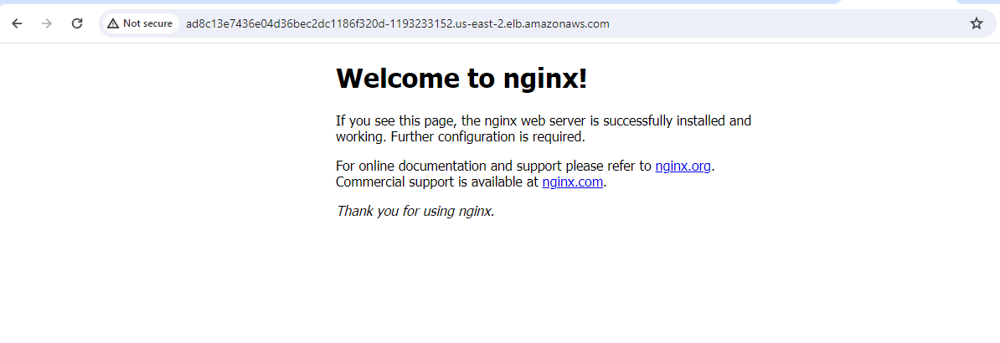 Not secure ad8c13e7436e04d36bec2dc1186f320d-1193233152.us-east-2.elb.amazonaws.com
Welcome to nginx!
If you see this page, the nginx web server is successfully installed and
working. Further configuration is required.
For online documentation and support please refer to nginx.org.
Commercial support is available at nginx.com.
Thank you for using nginx.